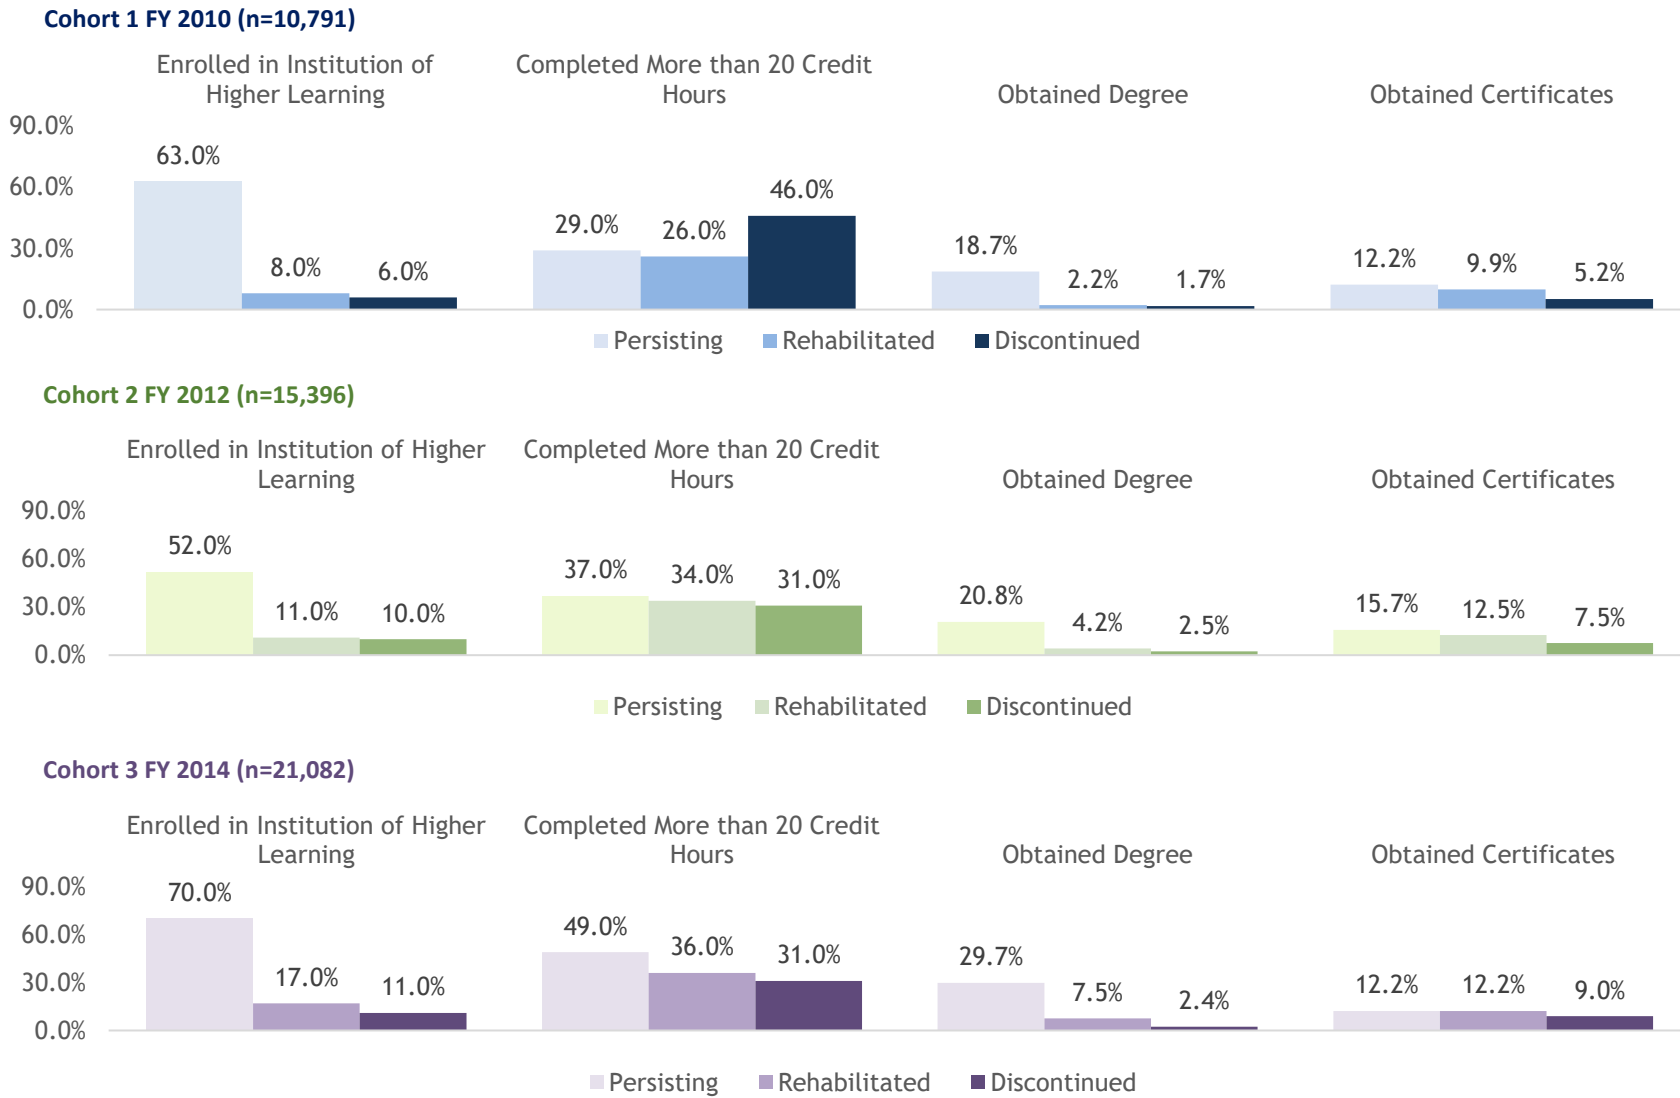 Cohort 1 FY 2010 (n=10,791)
Enrolled in Institution of
Higher Learning
Completed More than 20 Credit
Hours
Obtained Degree
Obtained Certificates
90.0%
60.0%
30.0%
0.0%
63.0%
8.0%
6.0%
29.0%
26.0%
46.0%
18.7%
2.2%
1.7%
12.2%
9.9%
5.2%
Persisting
Rehabilitated
Discontinued
Cohort 2 FY 2012 (n=15,396)
Enrolled in Institution of Higher
Learning
Completed More than 20 Credit
Hours
Obtained Degree
Obtained Certificates
90.0%
60.0%
30.0%
0.0%
52.0%
11.0%
10.0%
37.0%
34.0%
31.0%
20.8%
4.2%
2.5%
15.7%
12.5%
7.5%
Persisting
Rehabilitated
Discontinued
Cohort 3 FY 2014 (n=21,082)
Enrolled in Institution of Higher
Learning
Completed More than 20 Credit
Hours
Obtained Degree
Obtained Certificates
90.0%
60.0%
30.0%
0.0%
70.0%
17.0%
11.0%
49.0%
36.0%
31.0%
29.7%
7.5%
2.4%
12.2%
12.2%
9.0%
Persisting
Rehabilitated
Discontinued